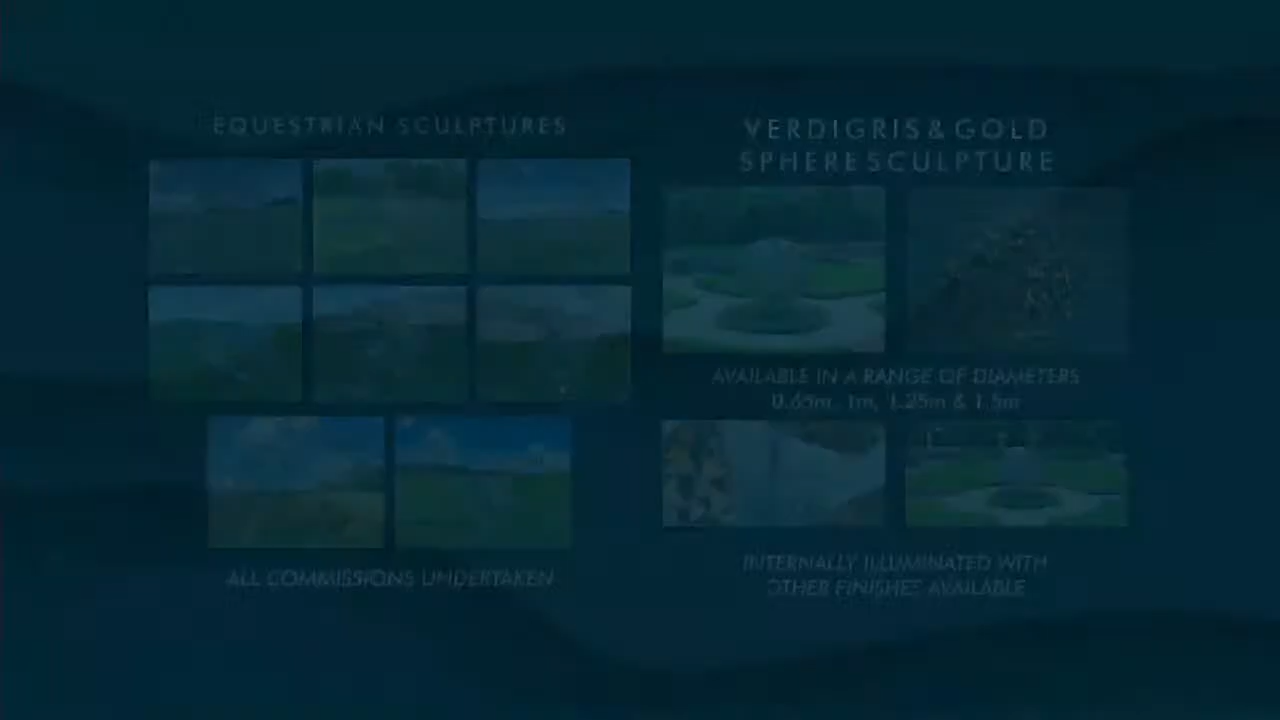 EQUESTRIAN SCULPTURES
ALL COMMISSIONS UNDERTAKEN
VERDIGRIS & GOLD
SPHERE SCULPTURE
AVAILABLE IN A RANGE OF DIAMETERS
0.65m, 1m, 1.25m & 1.5m
INTERNALLY ILLUMINATED WITH
OTHER FINISHES AVAILABLE